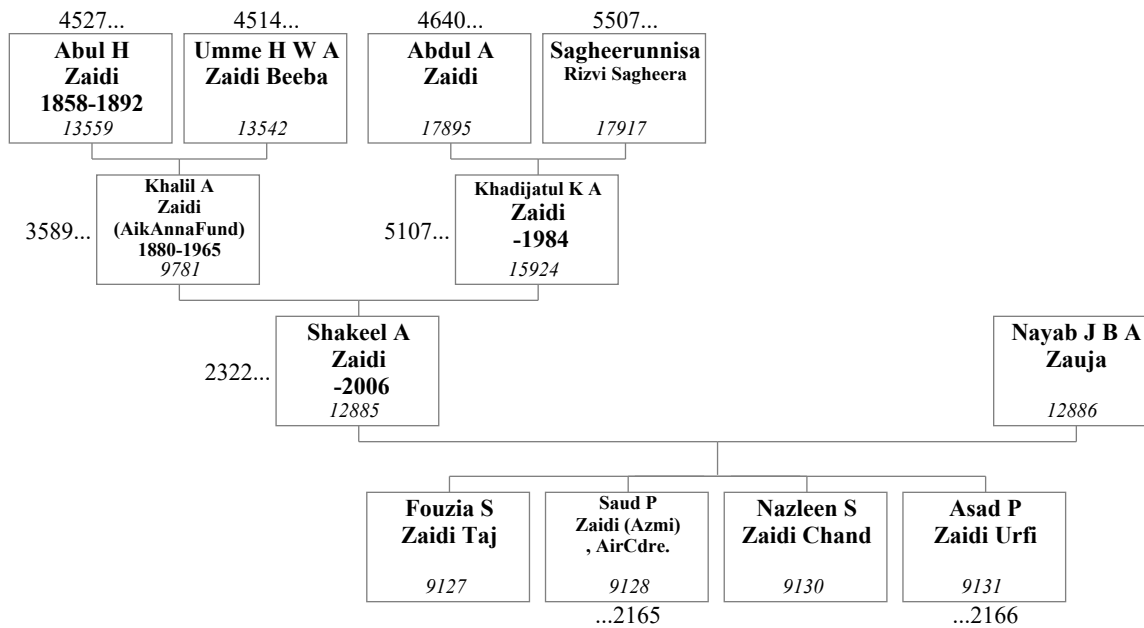 4527...
4514...
4640...
5507...
Abul H
Zaidi
1858-1892
13559
Umme H W A
Zaidi Beeba
13542
Abdul A
Zaidi
17895
Sagheerunnisa
Rizvi Sagheera
17917
3589...
Khalil A
Zaidi
(AikAnnaFund)
1880-1965
9781
5107...
Khadijatul K A
Zaidi
-1984
15924
2322...
Shakeel A
Zaidi
-2006
12885
Nayab J B A
Zauja
12886
Fouzia S
Zaidi Taj
9127
Saud P
Zaidi (Azmi)
, AirCdre.
9128
...2165
Nazleen S
Zaidi Chand
9130
Asad P
Zaidi Urfi
9131
...2166